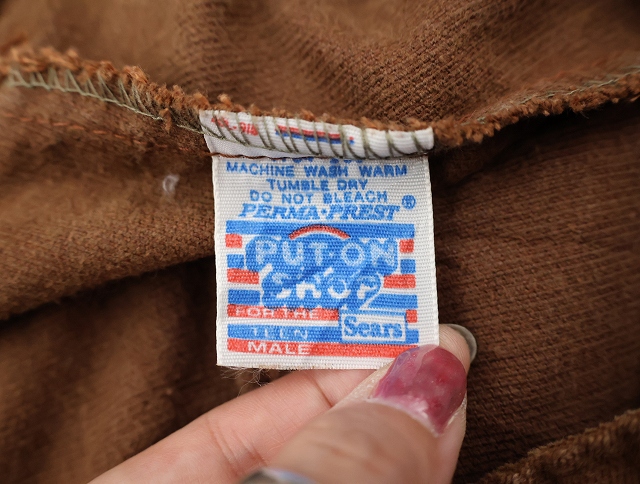 MACHINE WASH WARM
TUMBLE DRY
DO NOT BLEACH
PERMA·PREST®
PUT-ON
SHOP
FOR THE
TEEN
MALE
Sears